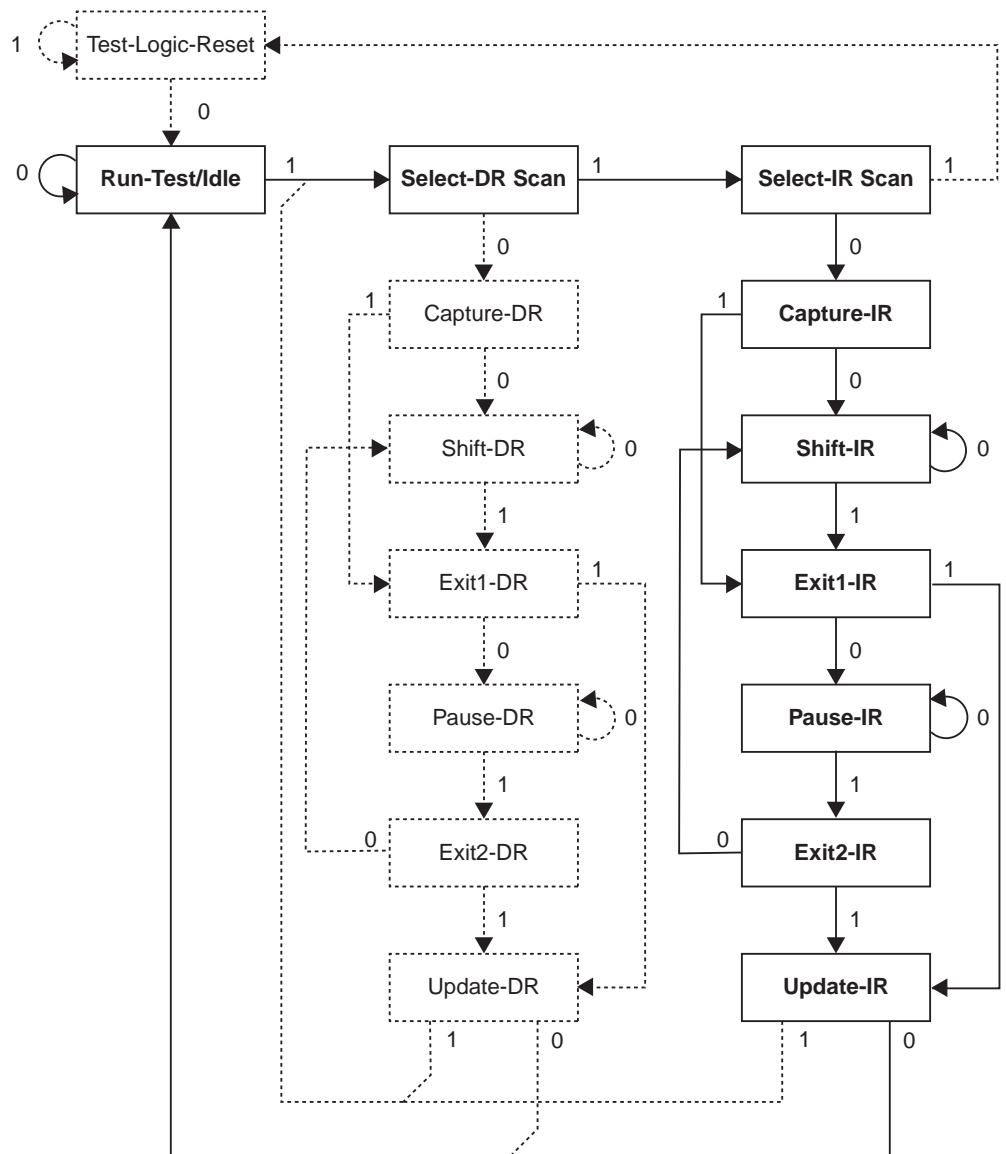 1 Test-Logic-Reset
0
0 Run-Test/Idle 1 Select-DR Scan 1 Select-IR Scan 1
0 0
1 Capture-DR 1 Capture-IR
0 0
Shift-DR 0 Shift-IR 0
1 1
Exit1-DR 1 Exit1-IR 1
0 0
Pause-DR 0 Pause-IR 0
1 1
0 Exit2-DR 0 Exit2-IR
1 1
Update-DR Update-IR
1 0 1 0